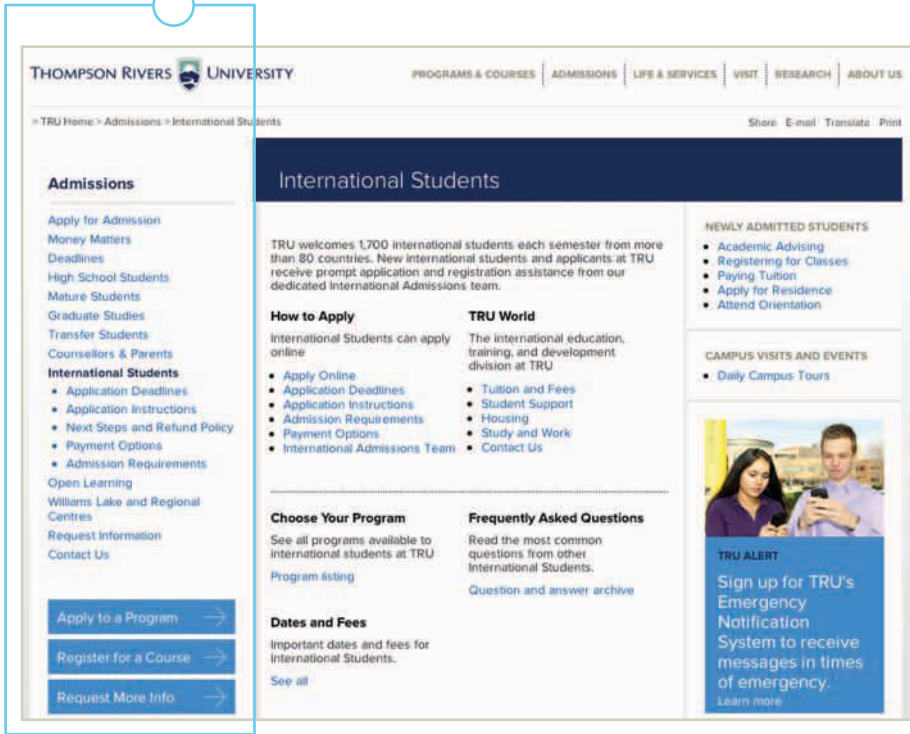 THOMPSON RIVERS UNIVERSITY
PROGRAMS & COURSES ADMISSIONS LIFE & SERVICES VISIT RESEARCH ABOUT US
» TRU Home > Admissions > International Students
Share E-mail Translate Print
Admissions
Apply for Admission
Money Matters
Deadlines
High School Students
Mature Students
Graduate Studies
Transfer Students
Counsellors & Parents
International Students
• Application Deadlines
• Application Instructions
• Next Steps and Refund Policy
• Payment Options
• Admission Requirements
Open Learning
Williams Lake and Regional
Centres
Request Information
Contact Us
Apply to a Program
Register for a Course
Request More Info
International Students
TRU welcomes 1,700 international students each semester from more
than 80 countries. New international students and applicants at TRU
receive prompt application and registration assistance from our
dedicated International Admissions team.
How to Apply
International Students can apply
online
• Apply Online
• Application Deadlines
• Application Instructions
• Admission Requirements
• Payment Options
• International Admissions Team
TRU World
The international education,
training, and development
division at TRU
• Tuition and Fees
• Student Support
• Housing
• Study and Work
• Contact Us
Choose Your Program
See all programs available to
international students at TRU
Program listing
Frequently Asked Questions
Read the most common
questions from other
International Students.
Question and answer archive
Dates and Fees
Important dates and fees for
International Students.
See all
NEWLY ADMITTED STUDENTS
• Academic Advising
• Registering for Classes
• Paying Tuition
• Apply for Residence
• Attend Orientation
CAMPUS VISITS AND EVENTS
• Daily Campus Tours
TRU ALERT
Sign up for TRU's
Emergency
Notification
System to receive
messages in times
of emergency.
Learn more